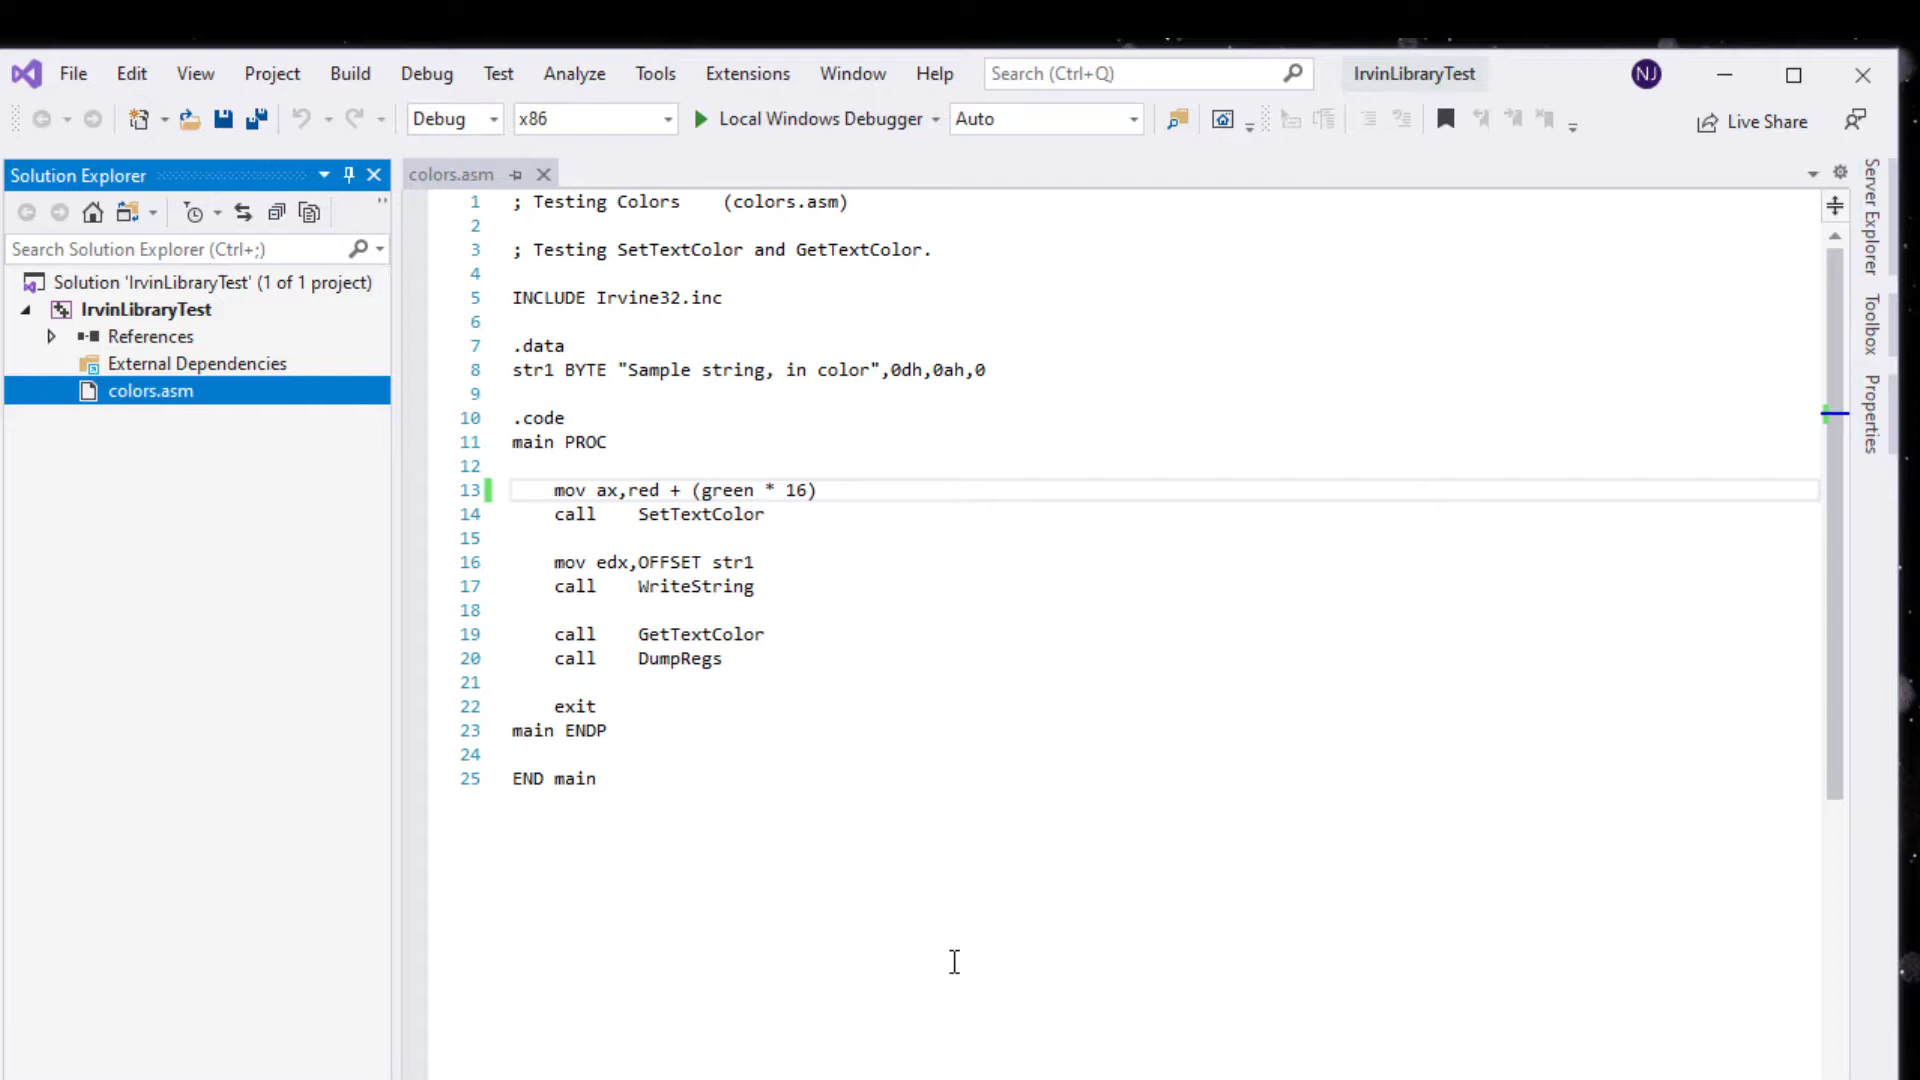 File Edit View Project Build Debug Test Analyze Tools Extensions Window Help Search (Ctrl+Q) IrvinLibraryTest NJ
Debug x86 Local Windows Debugger Auto Live Share
Solution Explorer
Search Solution Explorer (Ctrl+;)
Solution 'IrvinLibraryTest' (1 of 1 project)
IrvinLibraryTest
References
External Dependencies
colors.asm
colors.asm
1 ; Testing Colors    (colors.asm)
2
3 ; Testing SetTextColor and GetTextColor.
4
5 INCLUDE Irvine32.inc
6
7 .data
8 str1 BYTE "Sample string, in color",0dh,0ah,0
9
10 .code
11 main PROC
12
13     mov ax,red + (green * 16)
14     call    SetTextColor
15
16     mov edx,OFFSET str1
17     call    WriteString
18
19     call    GetTextColor
20     call    DumpRegs
21
22     exit
23 main ENDP
24
25 END main
Server Explorer
Toolbox
Properties